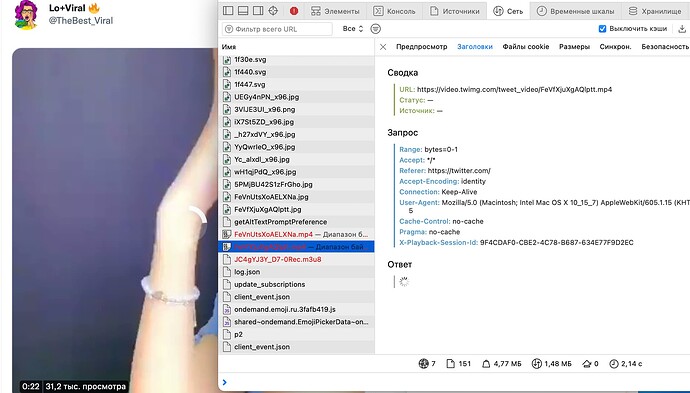 Lo+Viral 🔥
@TheBest_Viral
0:22 31,2 тыс. просмотра
Элементы Консоль Источники Сеть Временные шкалы Хранилище
Фильтр всего URL Все Выключить кэши
Имя
1f30e.svg
1f440.svg
1f447.svg
UEGy4nPN_x96.jpg
3VIJE3UI_x96.png
iX7St5ZD_x96.jpg
_h27xdVY_x96.jpg
YyQwrIeO_x96.jpg
Yc_aIxdi_x96.jpg
wH1qjPdQ_x96.jpg
5PMjBU42S1zFrGho.jpg
FeVnUtsXoAELXNa.jpg
FeVfXjuXgAQlptt.jpg
getAltTextPromptPreference
FeVnUtsXoAELXNa.mp4 — Диапазон б...
— Диапазон бай
JC4gYJ3Y_D7-0Rec.m3u8
log.json
update_subscriptions
client_event.json
ondemand.emoji.ru.3fafb419.js
shared~ondemand.EmojiPickerData~on...
p2
client_event.json
Предпросмотр Заголовки Файлы cookie Размеры Синхрон. Безопасность
Сводка
URL: https://video.twimg.com/tweet_video/FeVfXjuXgAQlptt.mp4
Статус: —
Источник: —
Запрос
Range: bytes=0-1
Accept: */*
Referer: https://twitter.com/
Accept-Encoding: identity
Connection: Keep-Alive
User-Agent: Mozilla/5.0 (Macintosh; Intel Mac OS X 10_15_7) AppleWebKit/605.1.15 (KHT
5
Cache-Control: no-cache
Pragma: no-cache
X-Playback-Session-Id: 9F4CDAF0-CBE2-4C78-B687-634E77F9D2EC
Ответ
7 151 4,77 МБ 1,48 МБ 0 2,14 с